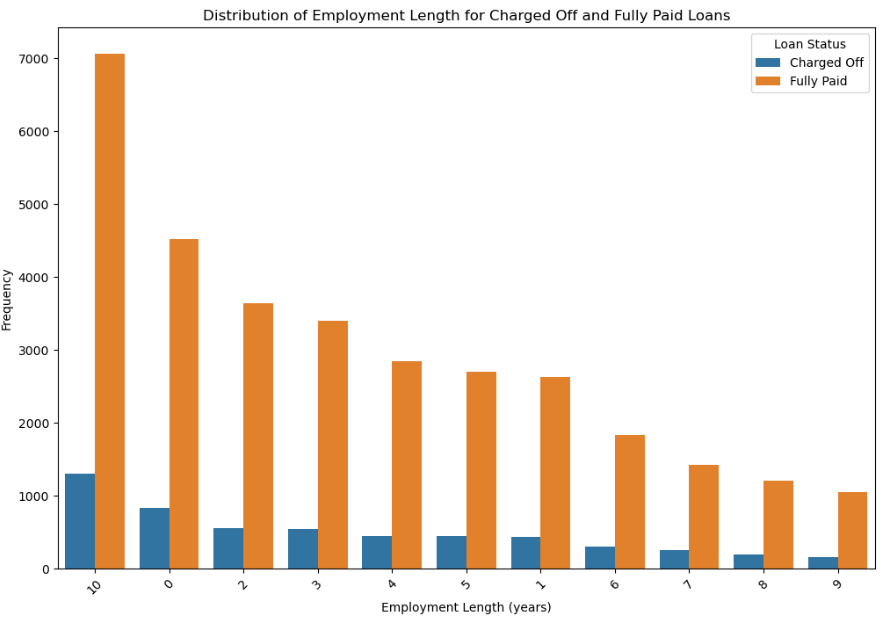 Distribution of Employment Length for Charged Off and Fully Paid Loans
Loan Status
Charged Off
Fully Paid
Frequency
7000
6000
5000
4000
3000
2000
1000
0
10 0 2 3 4 5 1 6 7 8 9
Employment Length (years)